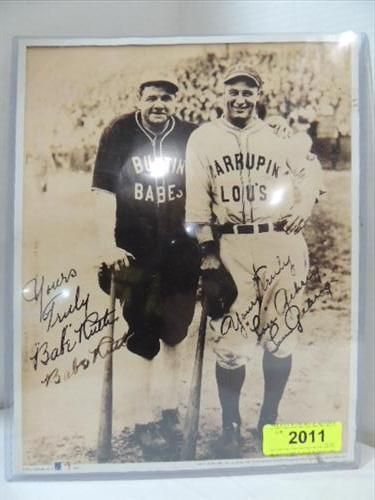 BUSTIN'
BABES
LARRUPIN'
LOU'S
Yours
Truly
Babe Ruth
Babe Ruth
Yours Truly
Lou Gehrig
2011